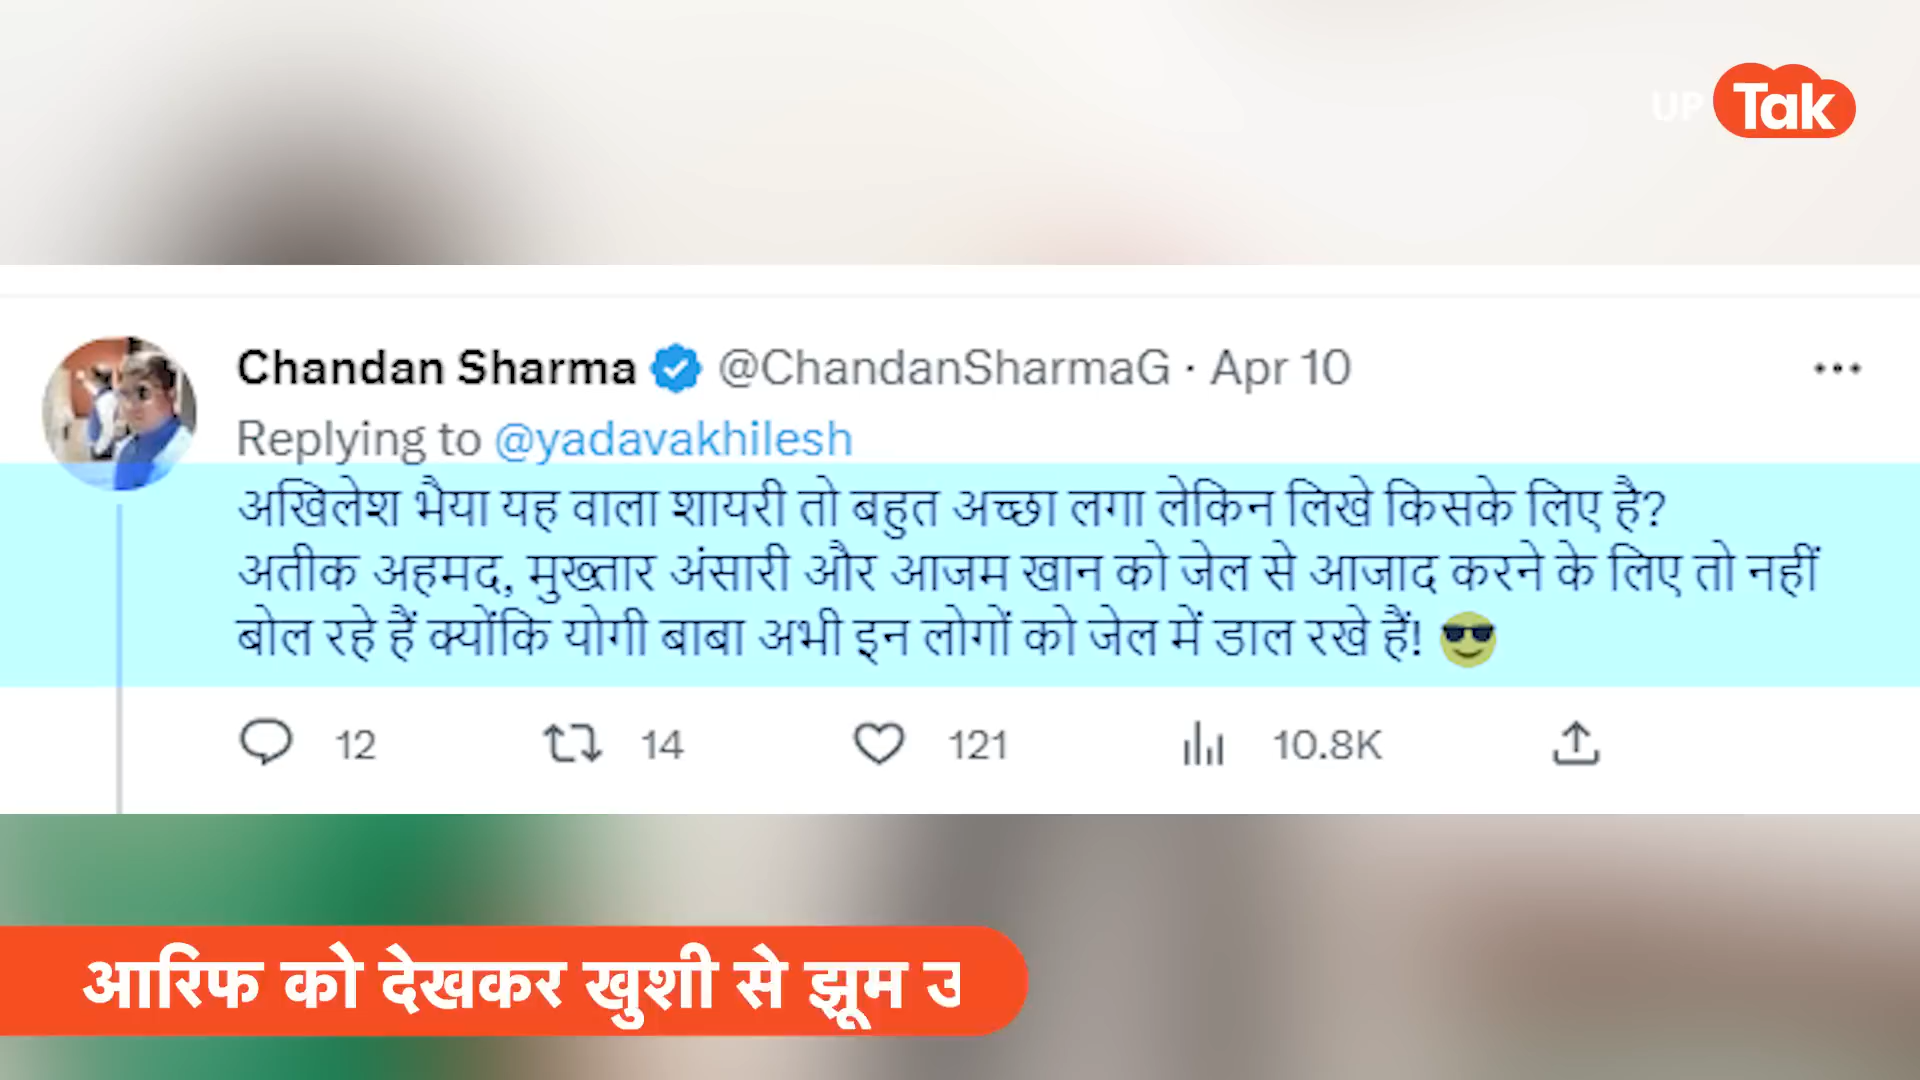 UP Tak
Chandan Sharma @ChandanSharmaG · Apr 10
Replying to @yadavakhilesh
अखिलेश भैया यह वाला शायरी तो बहुत अच्छा लगा लेकिन लिखे किसके लिए है?
अतीक अहमद, मुख्तार अंसारी और आजम खान को जेल से आजाद करने के लिए तो नहीं
बोल रहे हैं क्योंकि योगी बाबा अभी इन लोगों को जेल में डाल रखे हैं! 😎
12 14 121 10.8K
आरिफ को देखकर खुशी से झूम